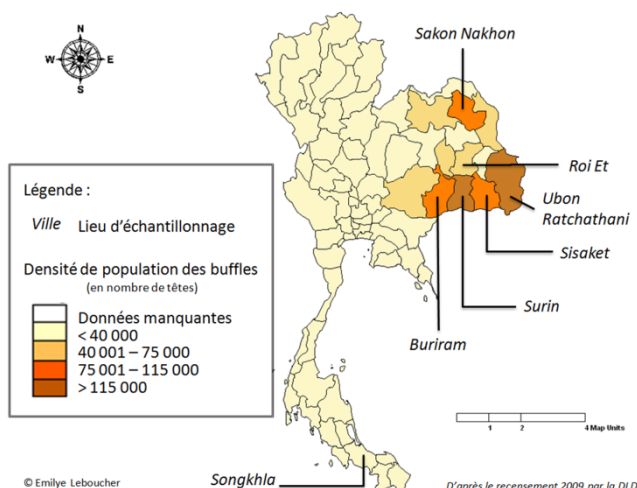 N
W
E
S
Sakon Nakhon
Roi Et
Ubon
Ratchathani
Sisaket
Surin
Buriram
Légende :
Ville Lieu d'échantillonnage
Densité de population des buffles
(en nombre de têtes)
Données manquantes
< 40 000
40 001 – 75 000
75 001 – 115 000
> 115 000
1 2 4 Map Units
Songkhla
© Emilye Leboucher
D'après le recensement 2009 par la DLD